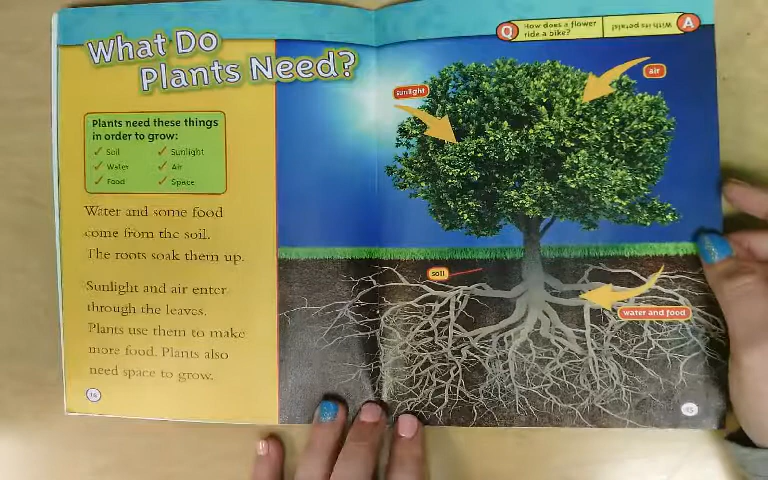 What Do
Plants Need?
Plants need these things
in order to grow:
✓ Soil
✓ Water
✓ Food
✓ Sunlight
✓ Air
✓ Space
Water and some food
come from the soil.
The roots soak them up.
Sunlight and air enter
through the leaves.
Plants use them to make
more food. Plants also
need space to grow.
14
Q
How does a flower
ride a bike?
With its petals!
A
sunlight
air
soil
water and food
15